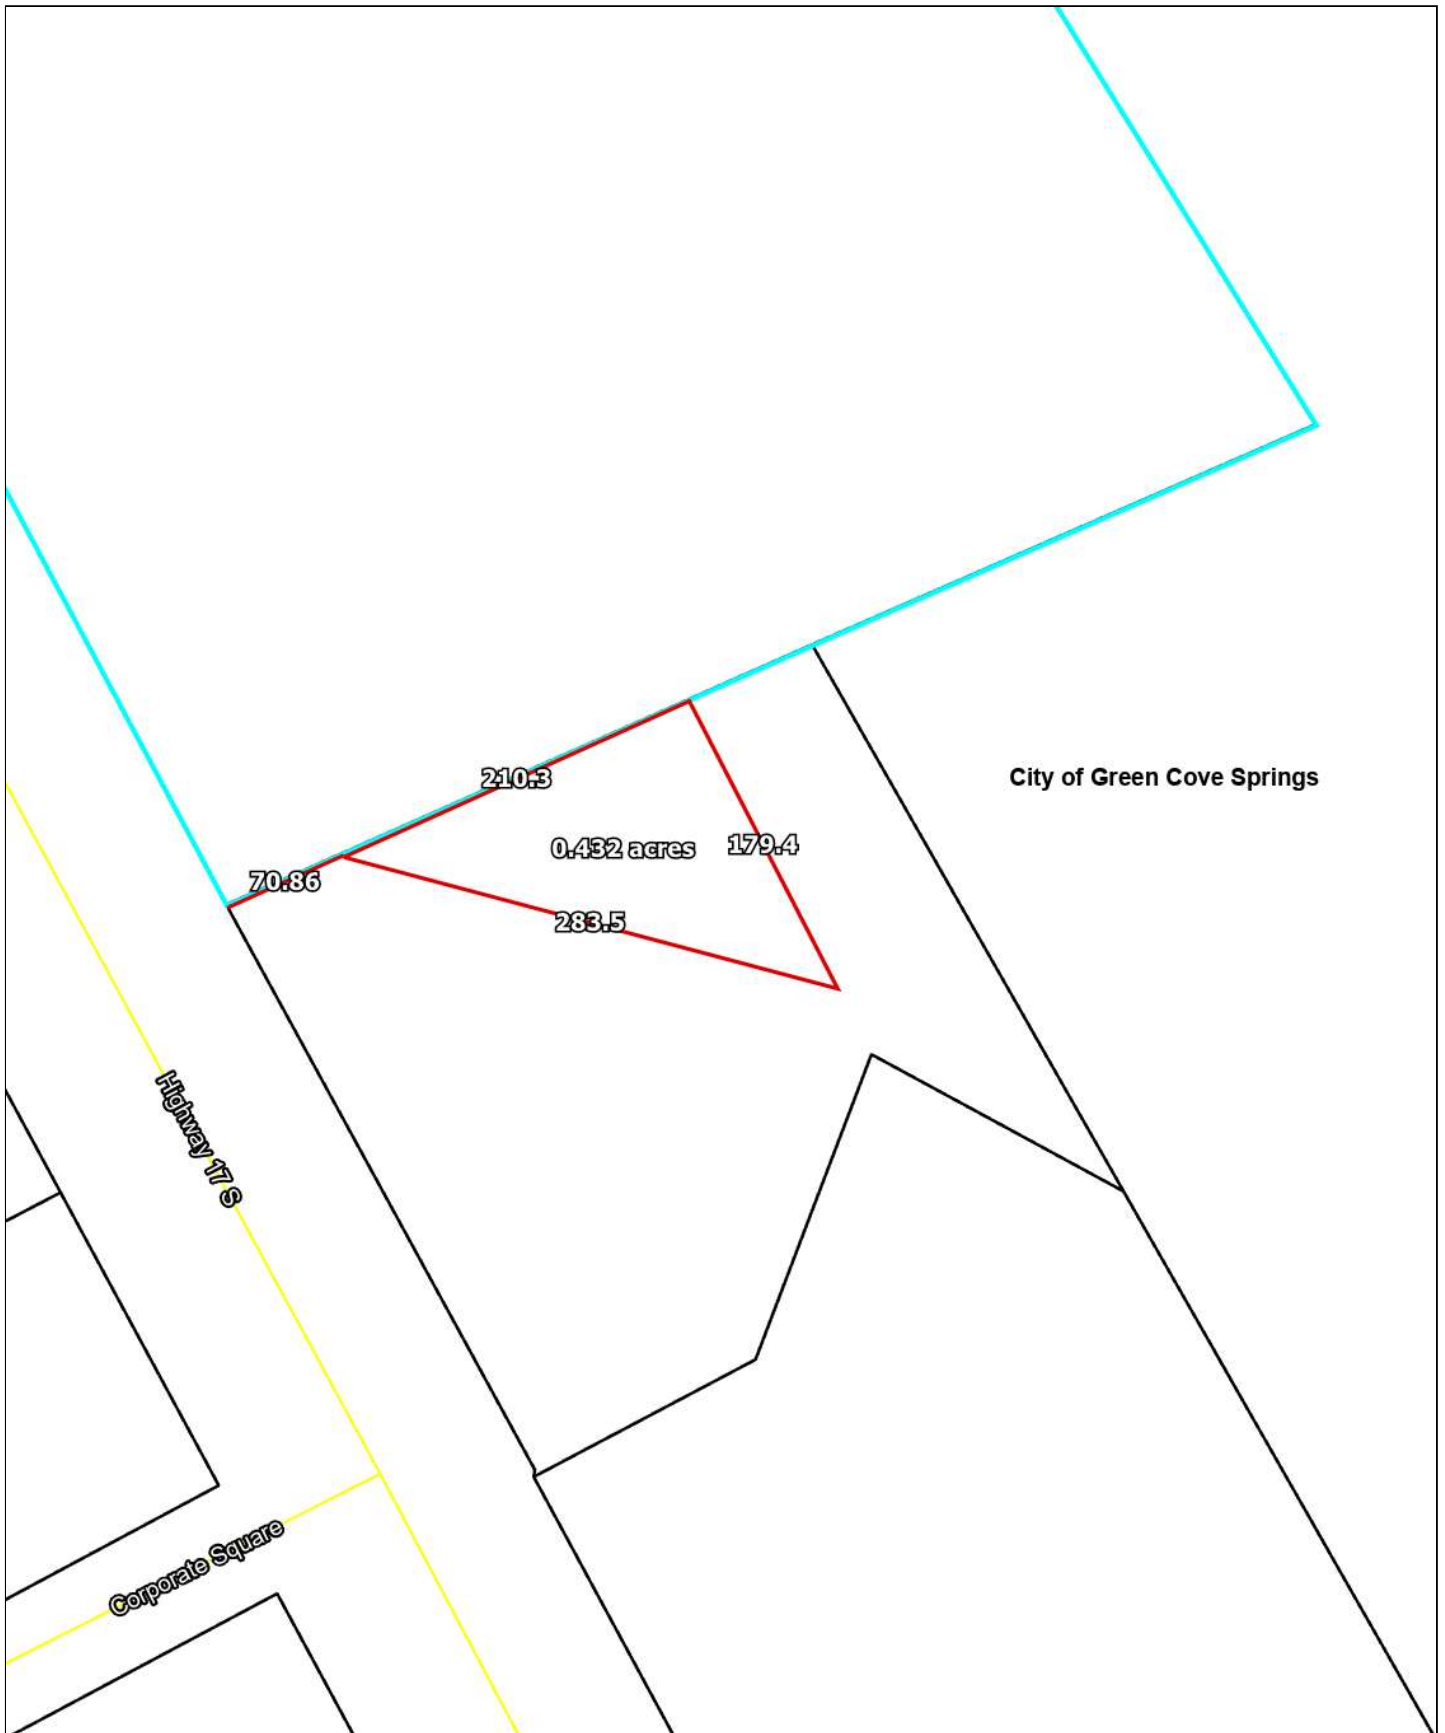 City of Green Cove Springs
210.3
0.432 acres
179.4
70.86
283.5
Highway 17 S
Corporate Square